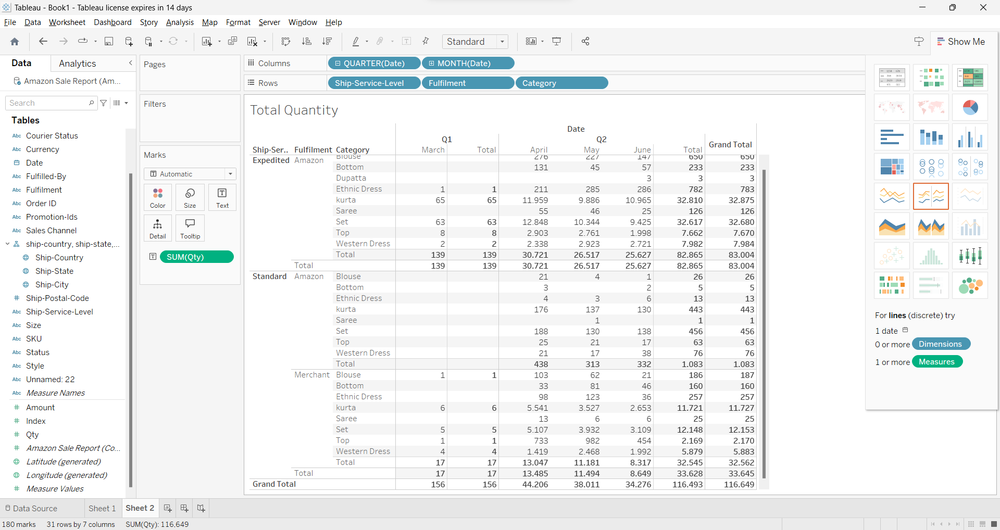 Tableau - Book1 - Tableau license expires in 14 days
File Data Worksheet Dashboard Story Analysis Map Format Server Window Help
Standard
Show Me
Data Analytics
Pages
Columns QUARTER(Date) MONTH(Date)
Amazon Sale Report (Am...
Rows Ship-Service-Level Fulfilment Category
Search
Filters
Tables
Abc Courier Status
Abc Currency
Date
Abc Fulfilled-By
Abc Fulfilment
Abc Order ID
Abc Promotion-Ids
Abc Sales Channel
ship-country, ship-state,...
Ship-Country
Ship-State
Ship-City
# Ship-Postal-Code
Abc Ship-Service-Level
Abc Size
Abc SKU
Abc Status
Abc Style
Abc Unnamed: 22
Abc Measure Names
# Amount
# Index
# Qty
# Amazon Sale Report (Co...
Latitude (generated)
Longitude (generated)
# Measure Values
Marks
Automatic
Color Size Text
Detail Tooltip
SUM(Qty)
Total Quantity
Date
Q1 Q2
Grand Total
Ship-Ser.. Fulfilment Category March Total April May June Total
Expedited Amazon Blouse 276 227 147 650 650
Bottom 131 45 57 233 233
Dupatta 3 3 3
Ethnic Dress 1 1 211 285 286 782 783
kurta 65 65 11.959 9.886 10.965 32.810 32.875
Saree 55 46 25 126 126
Set 63 63 12.848 10.344 9.425 32.617 32.680
Top 8 8 2.903 2.761 1.998 7.662 7.670
Western Dress 2 2 2.338 2.923 2.721 7.982 7.984
Total 139 139 30.721 26.517 25.627 82.865 83.004
Total 139 139 30.721 26.517 25.627 82.865 83.004
Standard Amazon Blouse 21 4 1 26 26
Bottom 3 2 5 5
Ethnic Dress 4 3 6 13 13
kurta 176 137 130 443 443
Saree 1 1 1
Set 188 130 138 456 456
Top 25 21 17 63 63
Western Dress 21 17 38 76 76
Total 438 313 332 1.083 1.083
Merchant Blouse 1 1 103 62 21 186 187
Bottom 33 81 46 160 160
Ethnic Dress 98 123 36 257 257
kurta 6 6 5.541 3.527 2.653 11.721 11.727
Saree 13 6 6 25 25
Set 5 5 5.107 3.932 3.109 12.148 12.153
Top 1 1 733 982 454 2.169 2.170
Western Dress 4 4 1.419 2.468 1.992 5.879 5.883
Total 17 17 13.047 11.181 8.317 32.545 32.562
Total 17 17 13.485 11.494 8.649 33.628 33.645
Grand Total 156 156 44.206 38.011 34.276 116.493 116.649
For lines (discrete) try
1 date
0 or more Dimensions
1 or more Measures
Data Source Sheet 1 Sheet 2
180 marks 31 rows by 7 columns SUM(Qty): 116,649